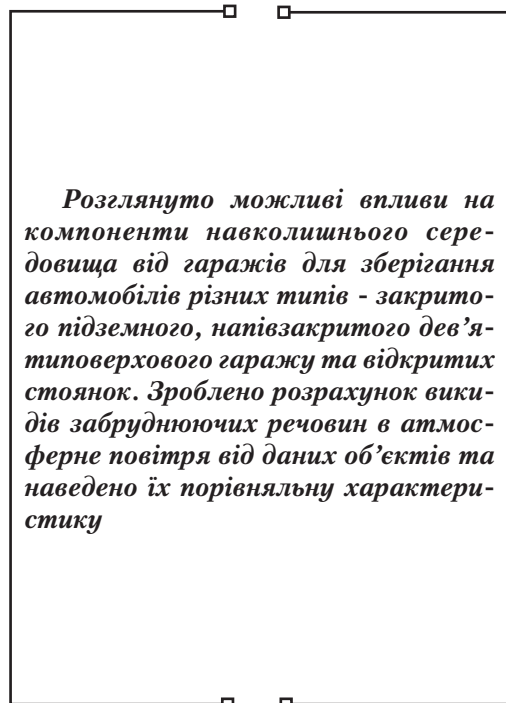 Розглянуто можливі впливи на
компоненти навколишнього сере-
довища від гаражів для зберігання
автомобілів різних типів - закрито-
го підземного, напівзакритого дев’я-
типоверхового гаражу та відкритих
стоянок. Зроблено розрахунок вики-
дів забруднюючих речовин в атмос-
ферне повітря від даних об’єктів та
наведено їх порівняльну характери-
стику